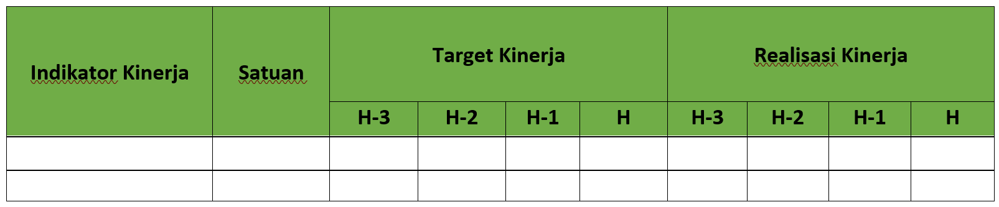 Indikator Kinerja
Satuan
Target Kinerja
Realisasi Kinerja
H-3 H-2 H-1 H H-3 H-2 H-1 H